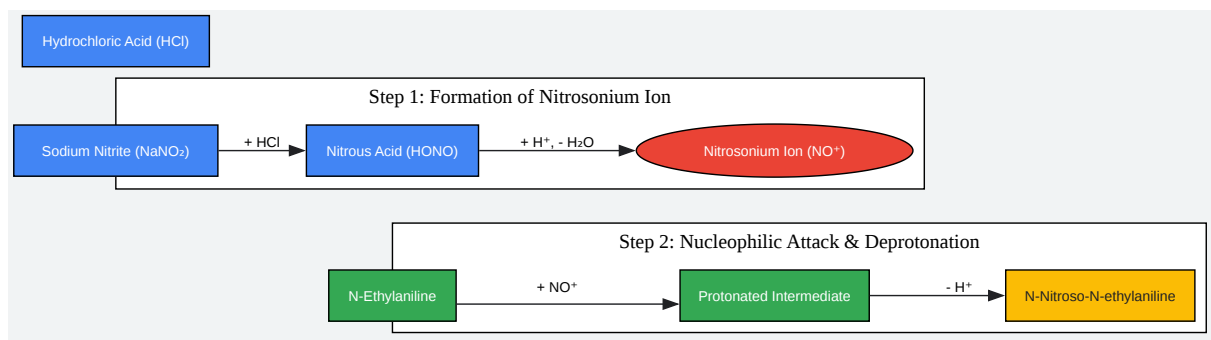 Hydrochloric Acid (HCl)
Step 1: Formation of Nitrosonium Ion
Sodium Nitrite (NaNO₂)
+ HCl
Nitrous Acid (HONO)
+ H⁺, - H₂O
Nitrosonium Ion (NO⁺)
Step 2: Nucleophilic Attack & Deprotonation
N-Ethylaniline
+ NO⁺
Protonated Intermediate
- H⁺
N-Nitroso-N-ethylaniline